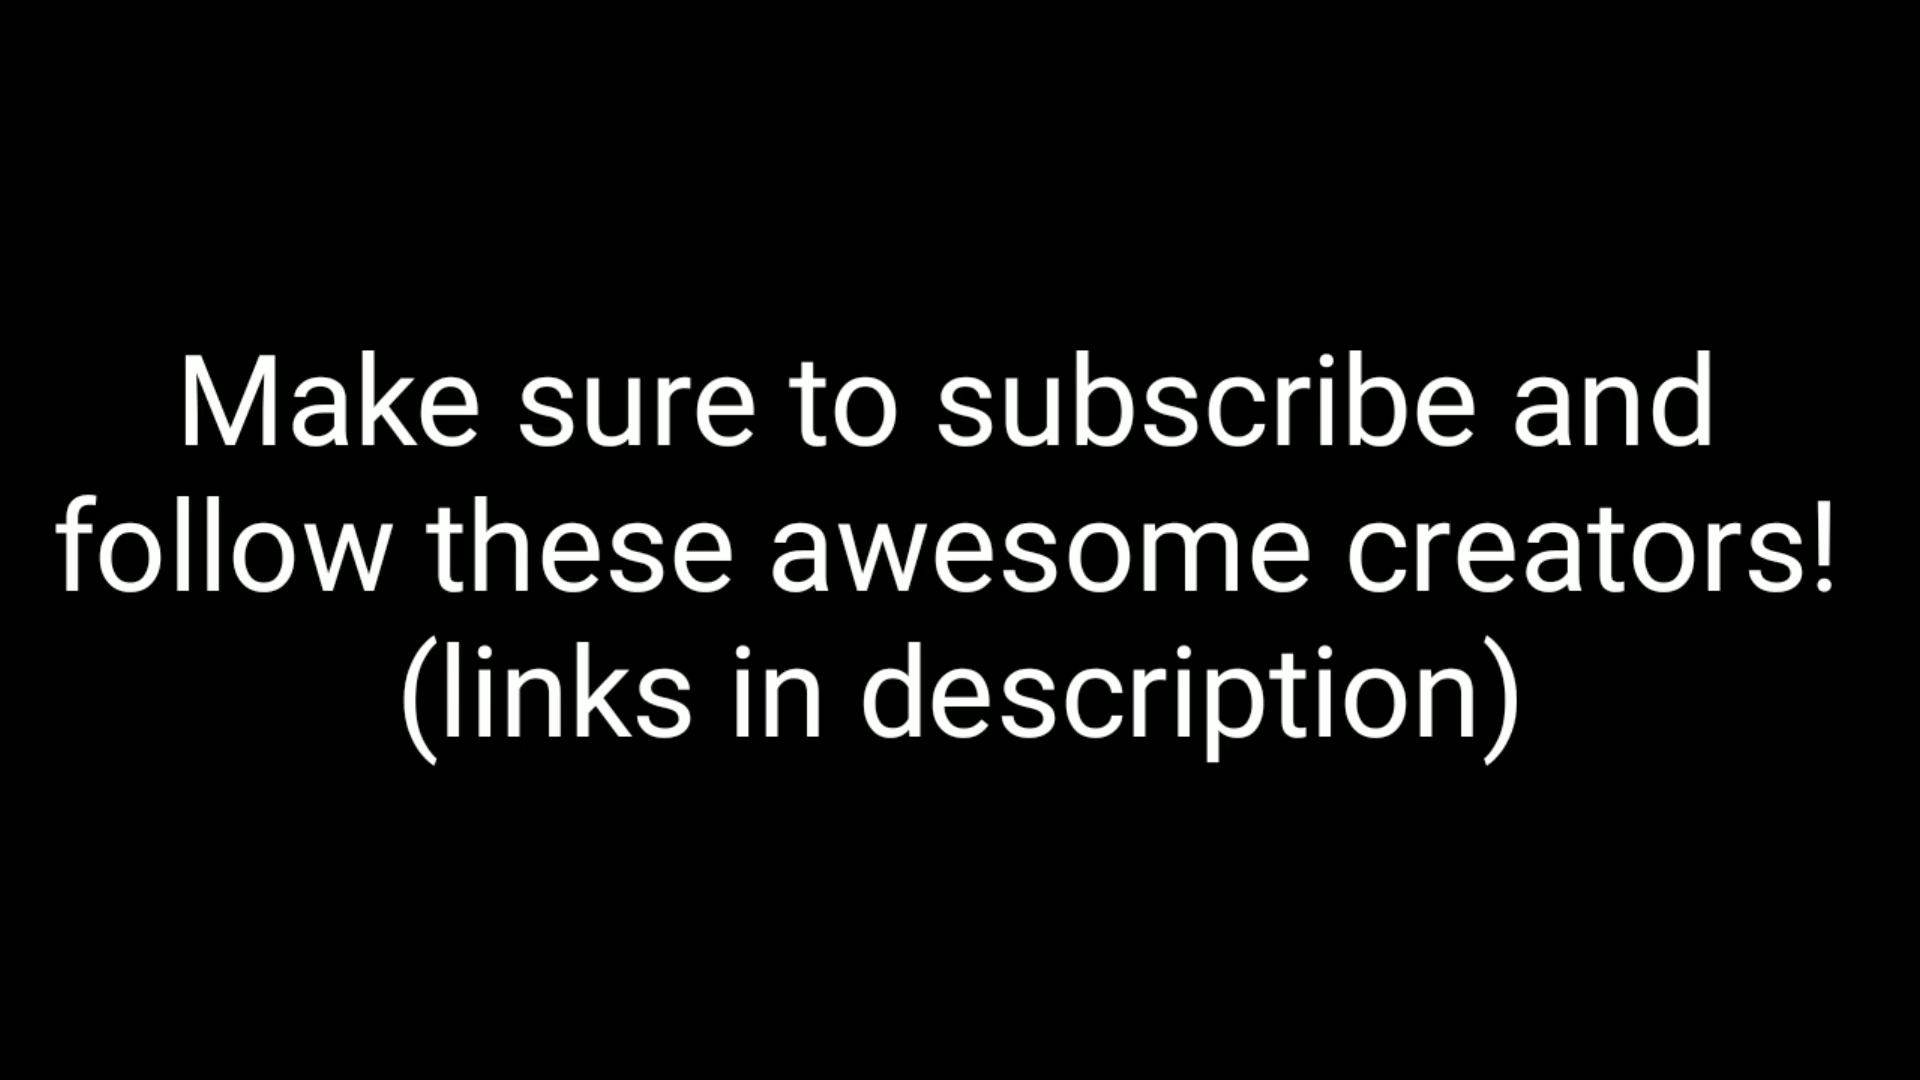 Make sure to subscribe and
follow these awesome creators!
(links in description)